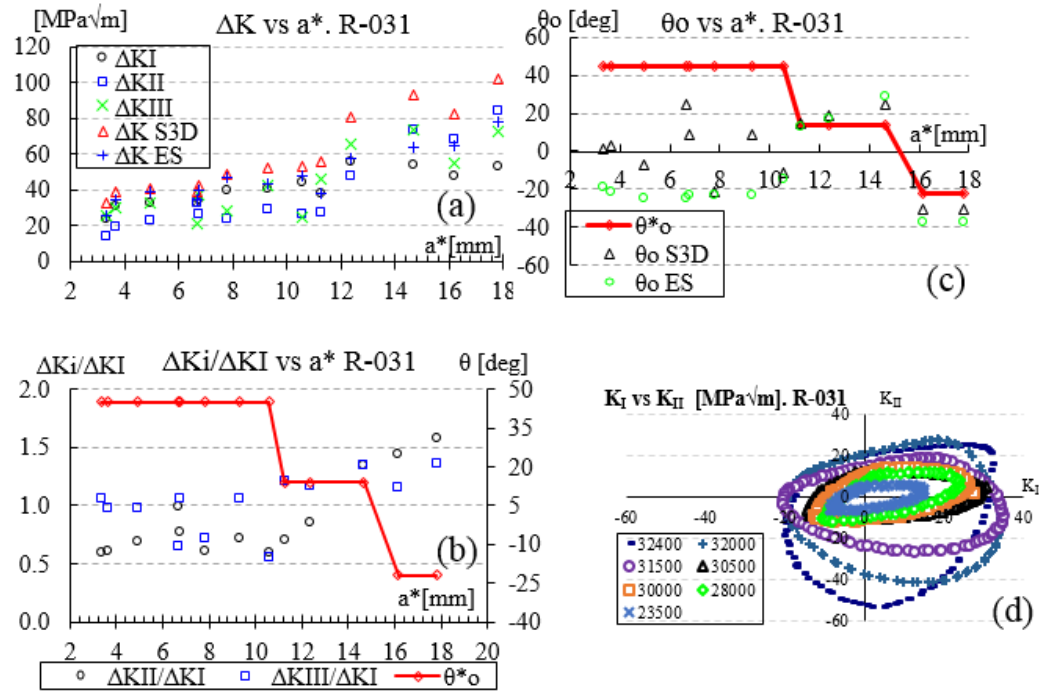 [MPa√m]
ΔK vs a*. R-031
120
100
80
60
40
20
0
ΔKI
ΔKII
ΔKIII
ΔK S3D
ΔK ES
(a)
a*[mm]
2 4 6 8 10 12 14 16 18
θo [deg]
θo vs a*. R-031
60
40
20
0
-20
-40
-60
a*[mm]
2 4 6 8 10 12 14 16 18
θ*o
θo S3D
θo ES
(c)
ΔKi/ΔKI
ΔKi/ΔKI vs a* R-031
θ [deg]
2.0
1.5
1.0
0.5
0.0
50
35
20
5
-10
-25
-40
(b)
a*[mm]
2 4 6 8 10 12 14 16 18 20
ΔKII/ΔKI ΔKIII/ΔKI θ*o
KI vs KII [MPa√m]. R-031
KII
40
20
0
-20
-40
-60
KI
-60 -40 -20 20 40
32400 32000
31500 30500
30000 28000
23500
(d)